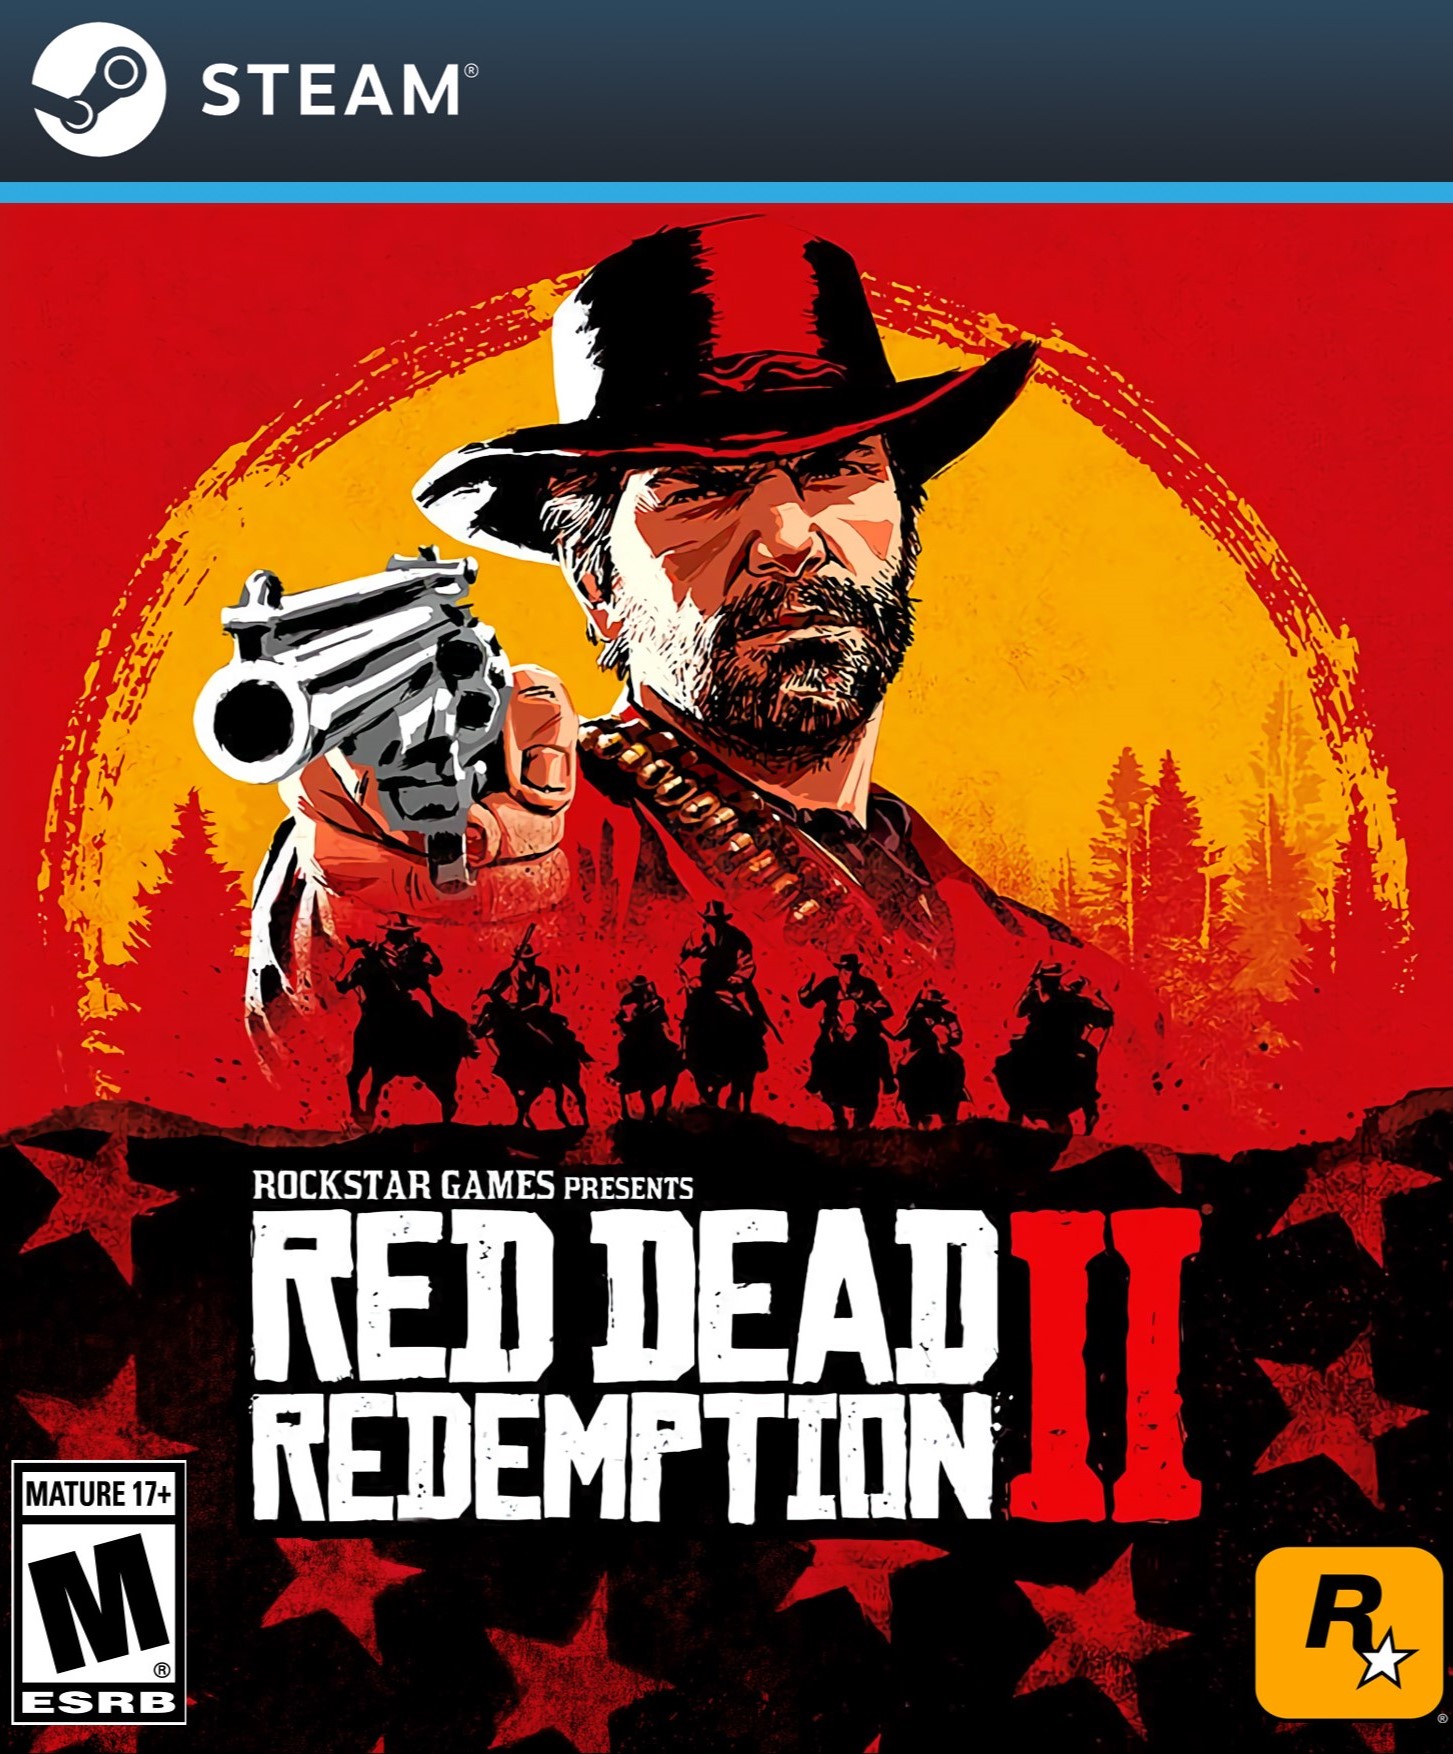 STEAM®
ROCKSTAR GAMES PRESENTS
RED DEAD
REDEMPTION II
MATURE 17+
M
®
ESRB
R
®